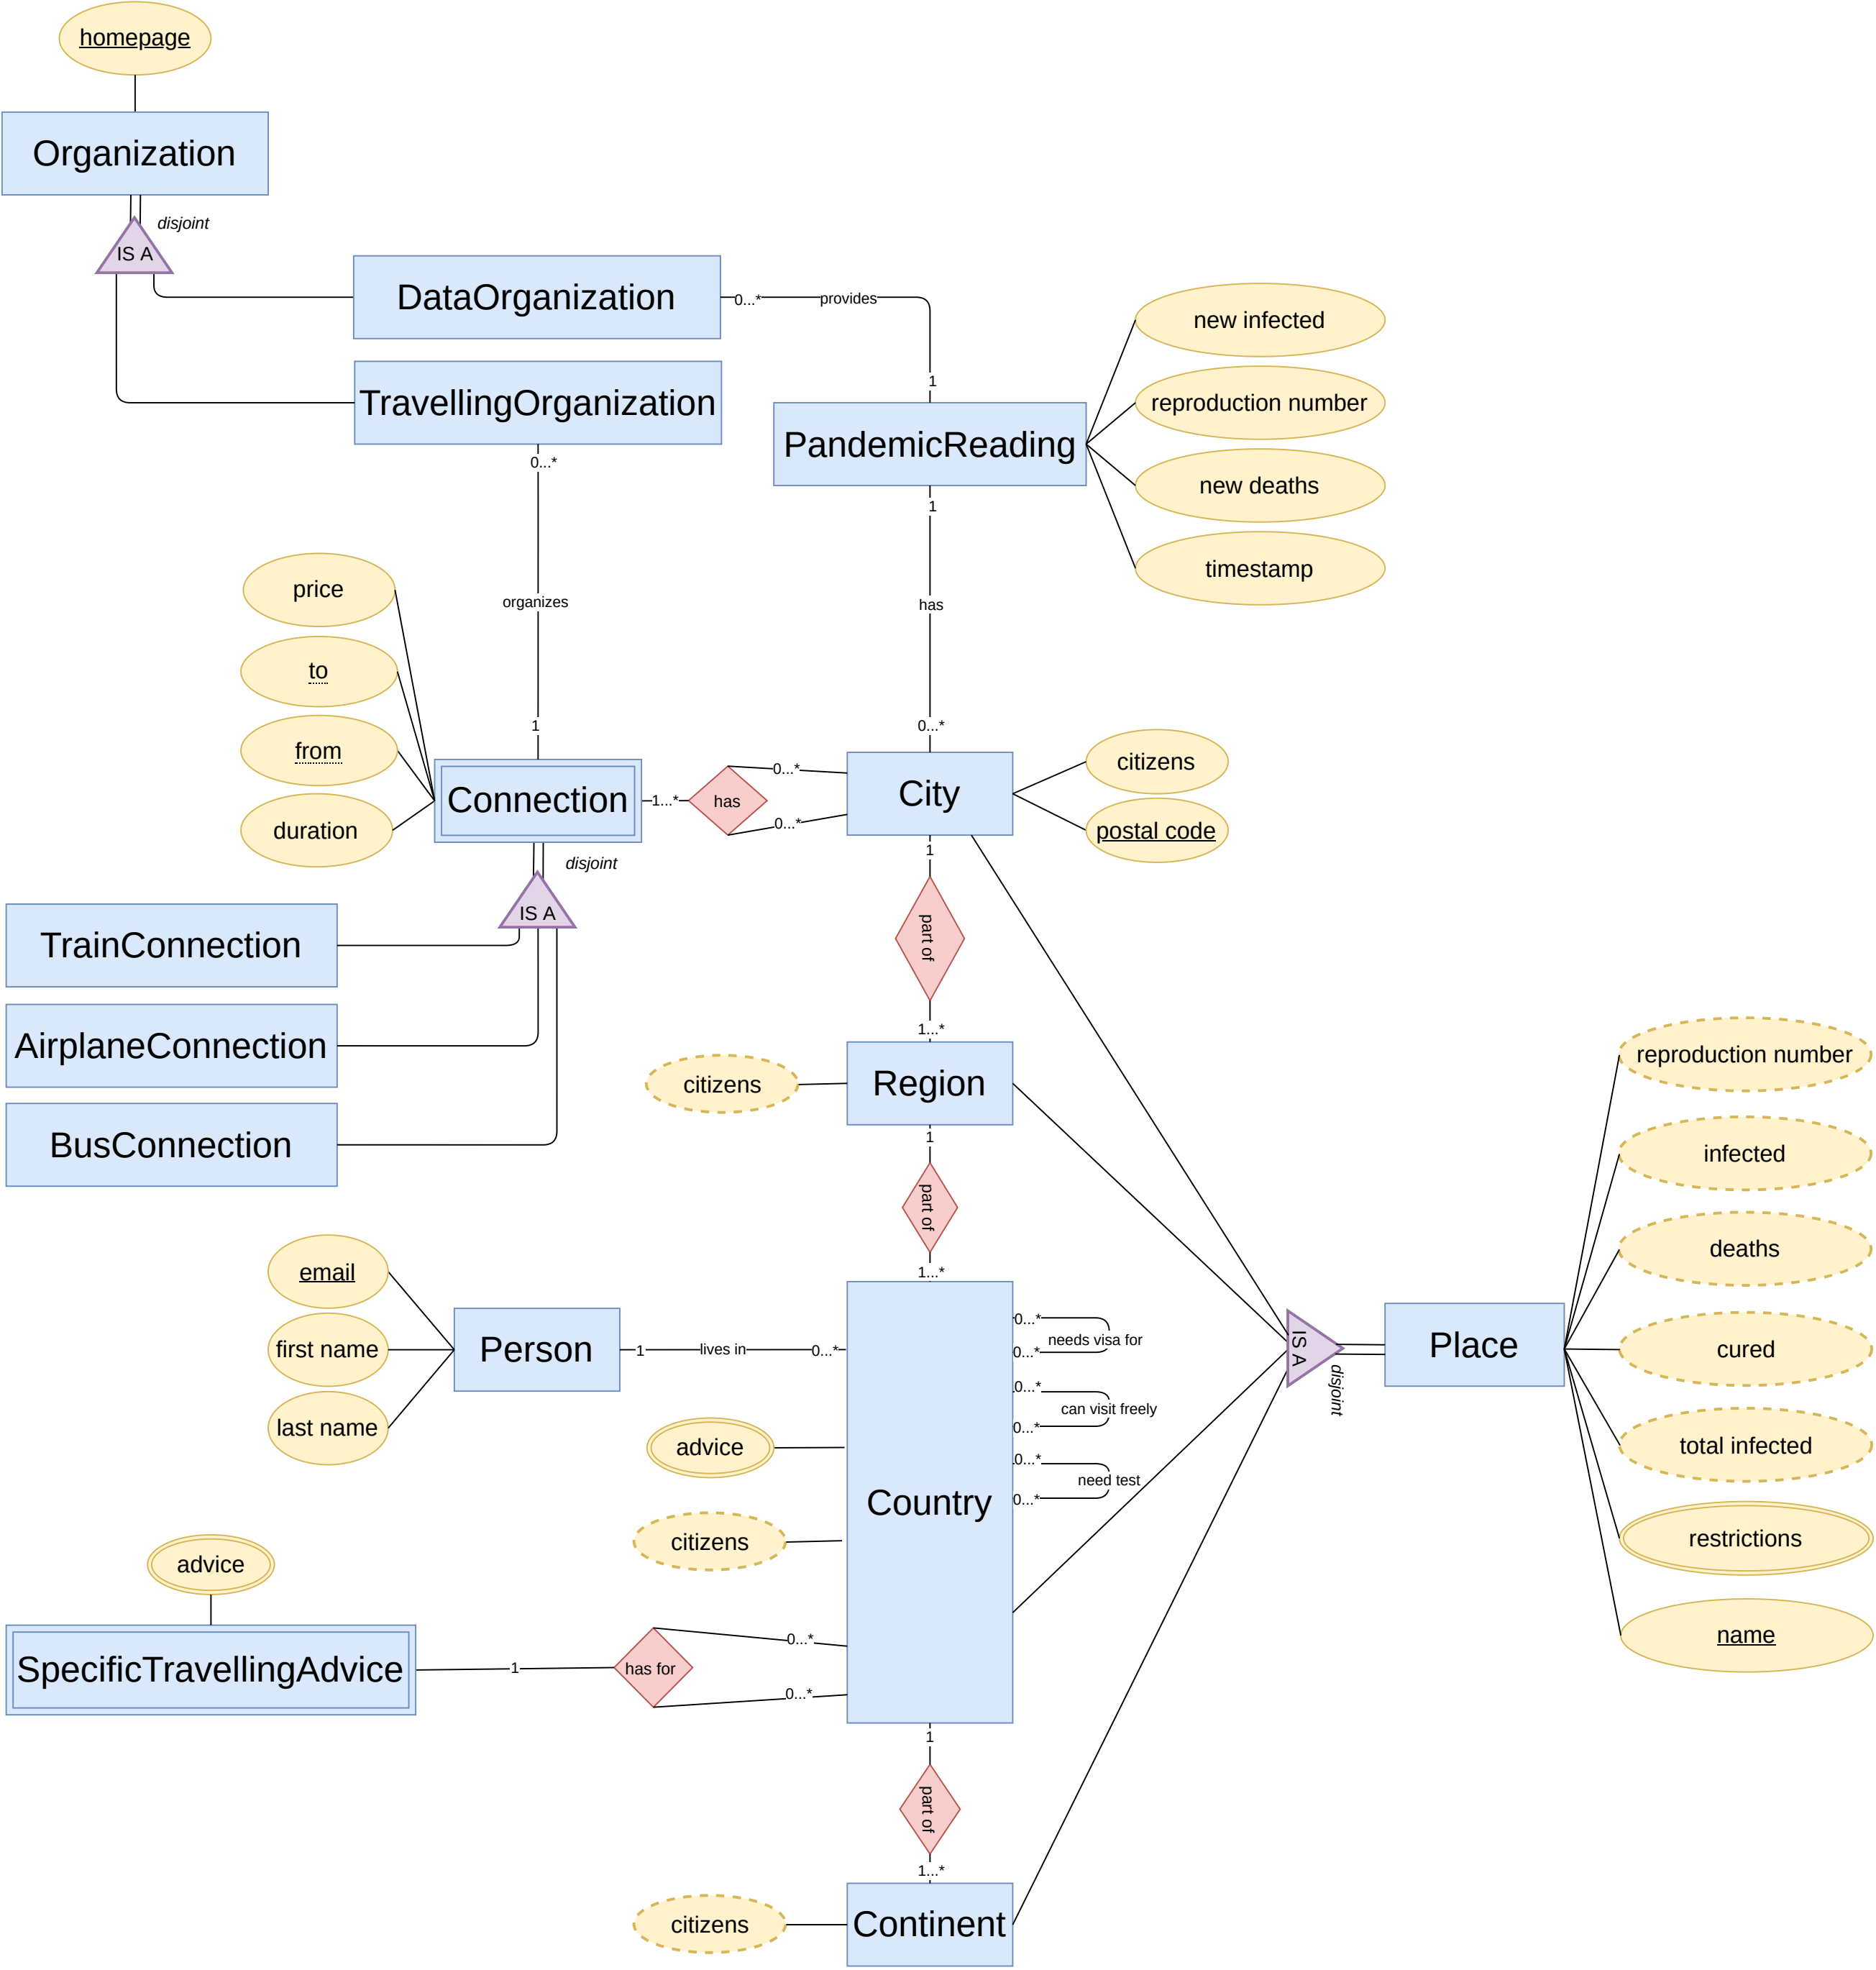 homepage
Organization
disjoint
IS A
DataOrganization
0...*
provides
1
TravellingOrganization
0...*
organizes
1
PandemicReading
new infected
reproduction number
new deaths
timestamp
1
has
0...*
price
to
from
duration
Connection
1...*
has
0...*
0...*
City
citizens
postal code
disjoint
IS A
TrainConnection
AirplaneConnection
BusConnection
1
part of
1...*
citizens
Region
1
part of
1...*
email
first name
last name
Person
1
lives in
0...*
Country
0...*
needs visa for
0...*
0...*
can visit freely
0...*
0...*
need test
0...*
advice
citizens
advice
SpecificTravellingAdvice
1
has for
0...*
0...*
1
part of
1...*
citizens
Continent
IS A
disjoint
Place
reproduction number
infected
deaths
cured
total infected
restrictions
name